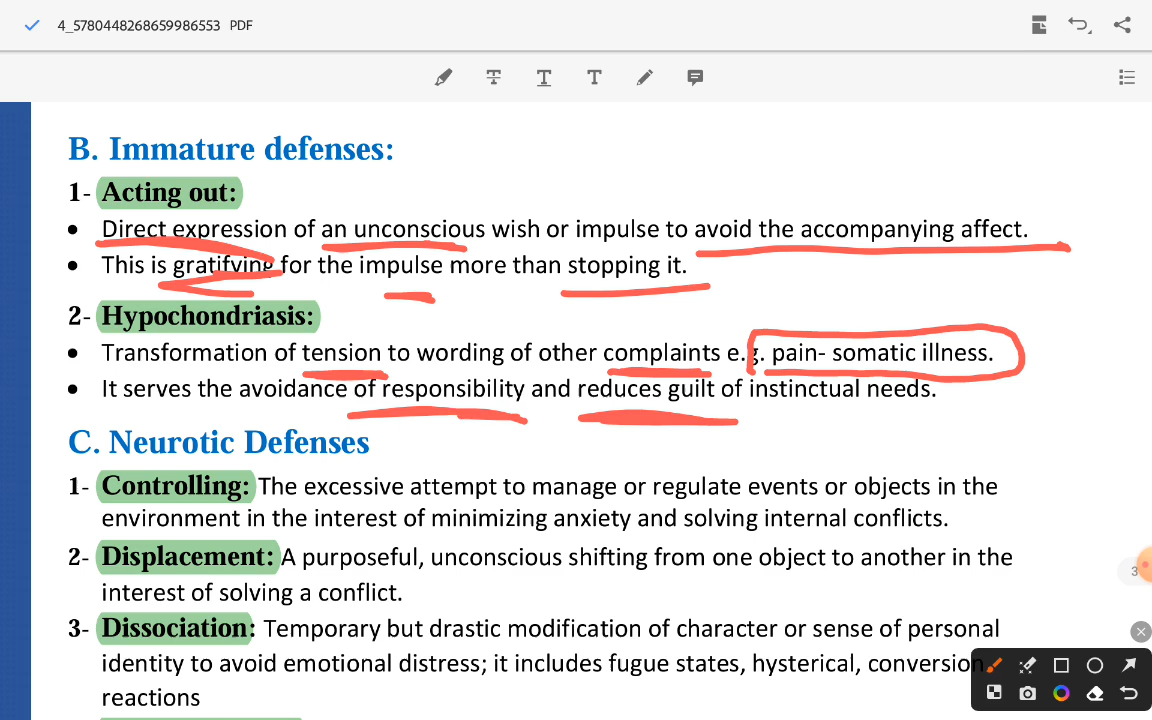 4_5780448268659986553 PDF
B. Immature defenses:
1- Acting out:
• Direct expression of an unconscious wish or impulse to avoid the accompanying affect.
• This is gratifying for the impulse more than stopping it.
2- Hypochondriasis:
• Transformation of tension to wording of other complaints e.g. pain- somatic illness.
• It serves the avoidance of responsibility and reduces guilt of instinctual needs.
C. Neurotic Defenses
1- Controlling: The excessive attempt to manage or regulate events or objects in the
environment in the interest of minimizing anxiety and solving internal conflicts.
2- Displacement: A purposeful, unconscious shifting from one object to another in the
interest of solving a conflict.
3
3- Dissociation: Temporary but drastic modification of character or sense of personal
identity to avoid emotional distress; it includes fugue states, hysterical, conversion
reactions